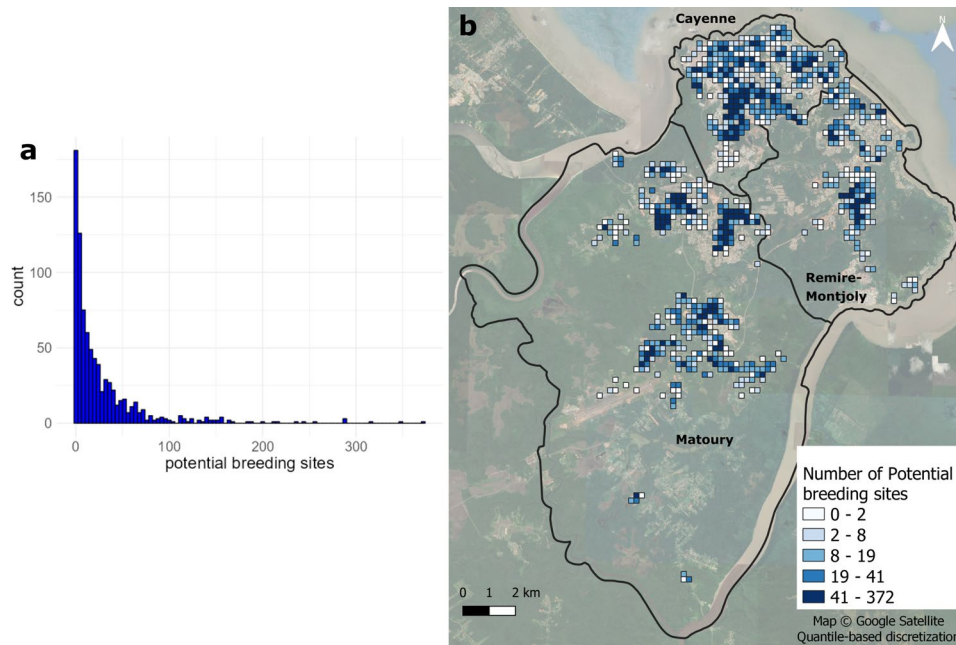 a
150
100
50
0
count
0 100 200 300
potential breeding sites
b
Cayenne
N
Remire-
Montjoly
Matoury
0 1 2 km
Number of Potential
breeding sites
0 - 2
2 - 8
8 - 19
19 - 41
41 - 372
Map © Google Satellite
Quantile-based discretization